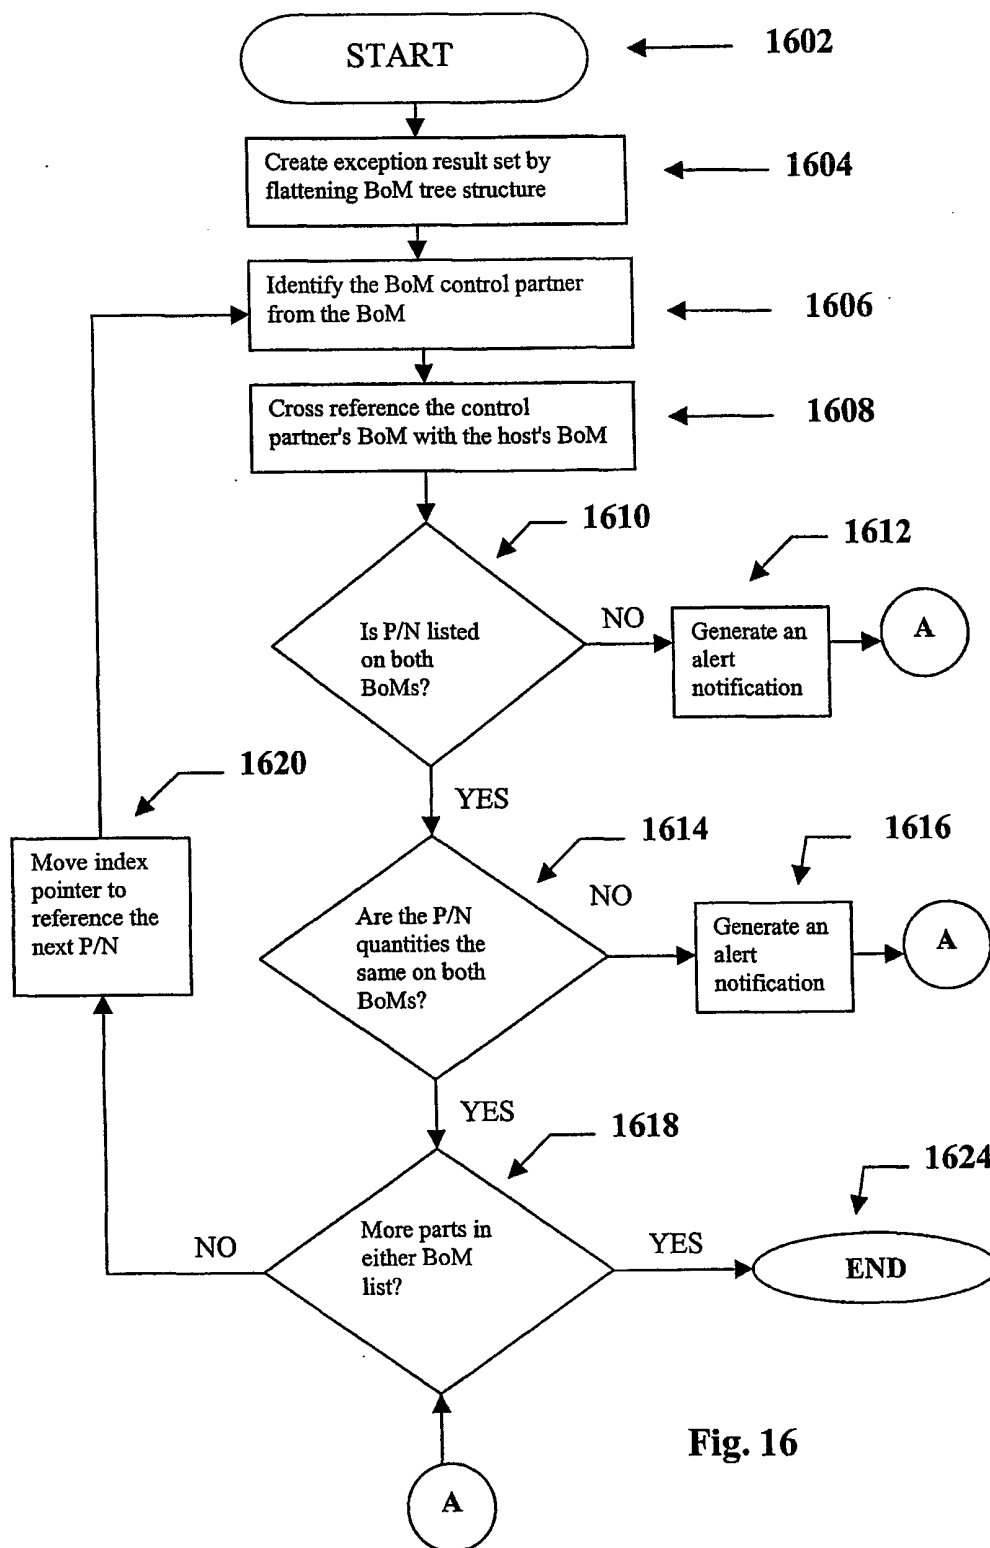 START
1602
Create exception result set by
flattening BoM tree structure
1604
Identify the BoM control partner
from the BoM
1606
Cross reference the control
partner's BoM with the host's BoM
1608
1610
Is P/N listed
on both
BoMs?
NO
1612
Generate an
alert
notification
A
YES
1620
Move index
pointer to
reference the
next P/N
1614
Are the P/N
quantities the
same on both
BoMs?
NO
1616
Generate an
alert
notification
A
YES
1618
More parts in
either BoM
list?
NO
YES
1624
END
A
Fig. 16